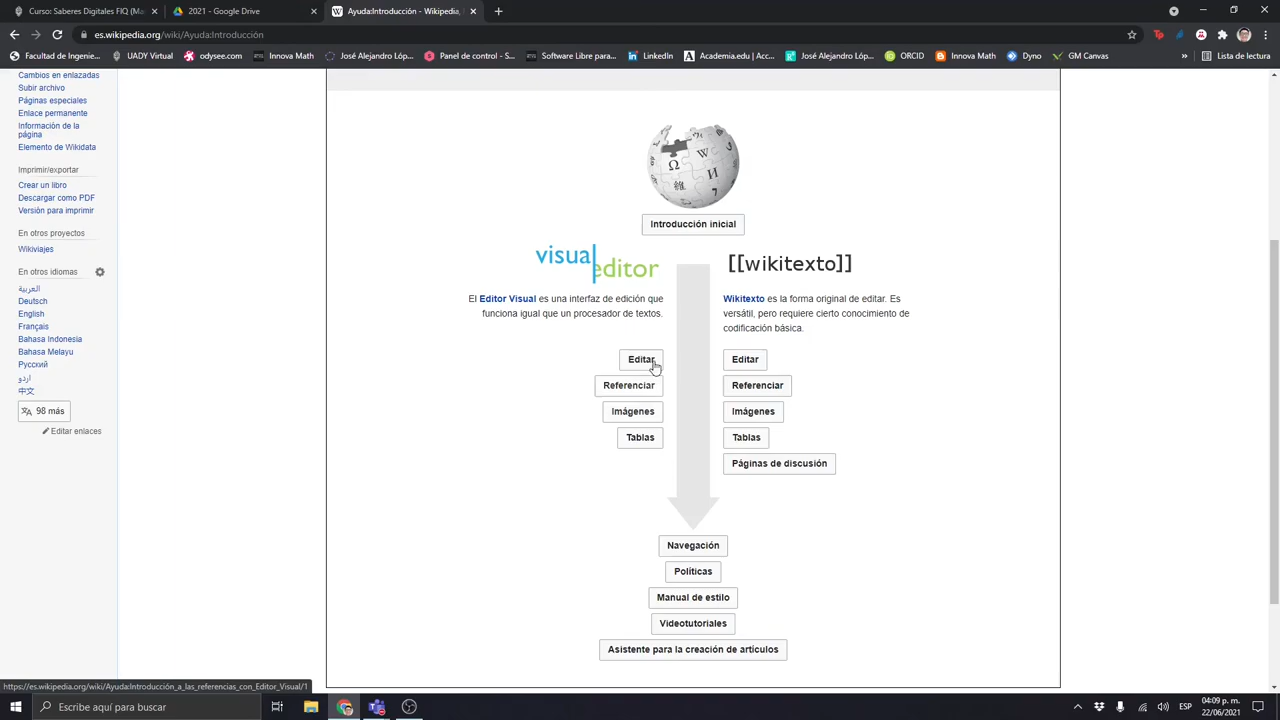 Curso: Saberes Digitales FIQ (Ma
2021 - Google Drive
Ayuda:Introducción - Wikipedia,
es.wikipedia.org/wiki/Ayuda:Introducción
Facultad de Ingenie...
UADY Virtual
odysee.com
Innova Math
José Alejandro López...
Panel de control - S...
Software Libre para...
LinkedIn
Academia.edu | Acc...
José Alejandro López...
ORCID
Innova Math
Dyno
GM Canvas
»
Lista de lectura
Cambios en enlazadas
Subir archivo
Páginas especiales
Enlace permanente
Información de la
página
Elemento de Wikidata
Imprimir/exportar
Crear un libro
Descargar como PDF
Versión para imprimir
En otros proyectos
Wikiviajes
En otros idiomas
العربية
Deutsch
English
Français
Bahasa Indonesia
Bahasa Melayu
Русский
اردو
中文
98 más
Editar enlaces
Introducción inicial
visualeditor
El Editor Visual es una interfaz de edición que
funciona igual que un procesador de textos.
Editar
Referenciar
Imágenes
Tablas
[[wikitexto]]
Wikitexto es la forma original de editar. Es
versátil, pero requiere cierto conocimiento de
codificación básica.
Editar
Referenciar
Imágenes
Tablas
Páginas de discusión
Navegación
Políticas
Manual de estilo
Videotutoriales
Asistente para la creación de artículos
https://es.wikipedia.org/wiki/Ayuda:Introducción_a_las_referencias_con_Editor_Visual/1
Escribe aquí para buscar
ESP
04:09 p. m.
22/06/2021